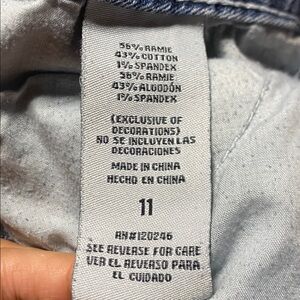 56% RAMIE
43% COTTON
1% SPANDEX
56% RAMIE
43% ALGODÓN
1% SPANDEX
(EXCLUSIVE OF
DECORATIONS)
NO SE INCLUYEN LAS
DECORACIONES
MADE IN CHINA
HECHO EN CHINA
11
RN#120246
SEE REVERSE FOR CARE
VER EL REVERSO PARA
EL CUIDADO